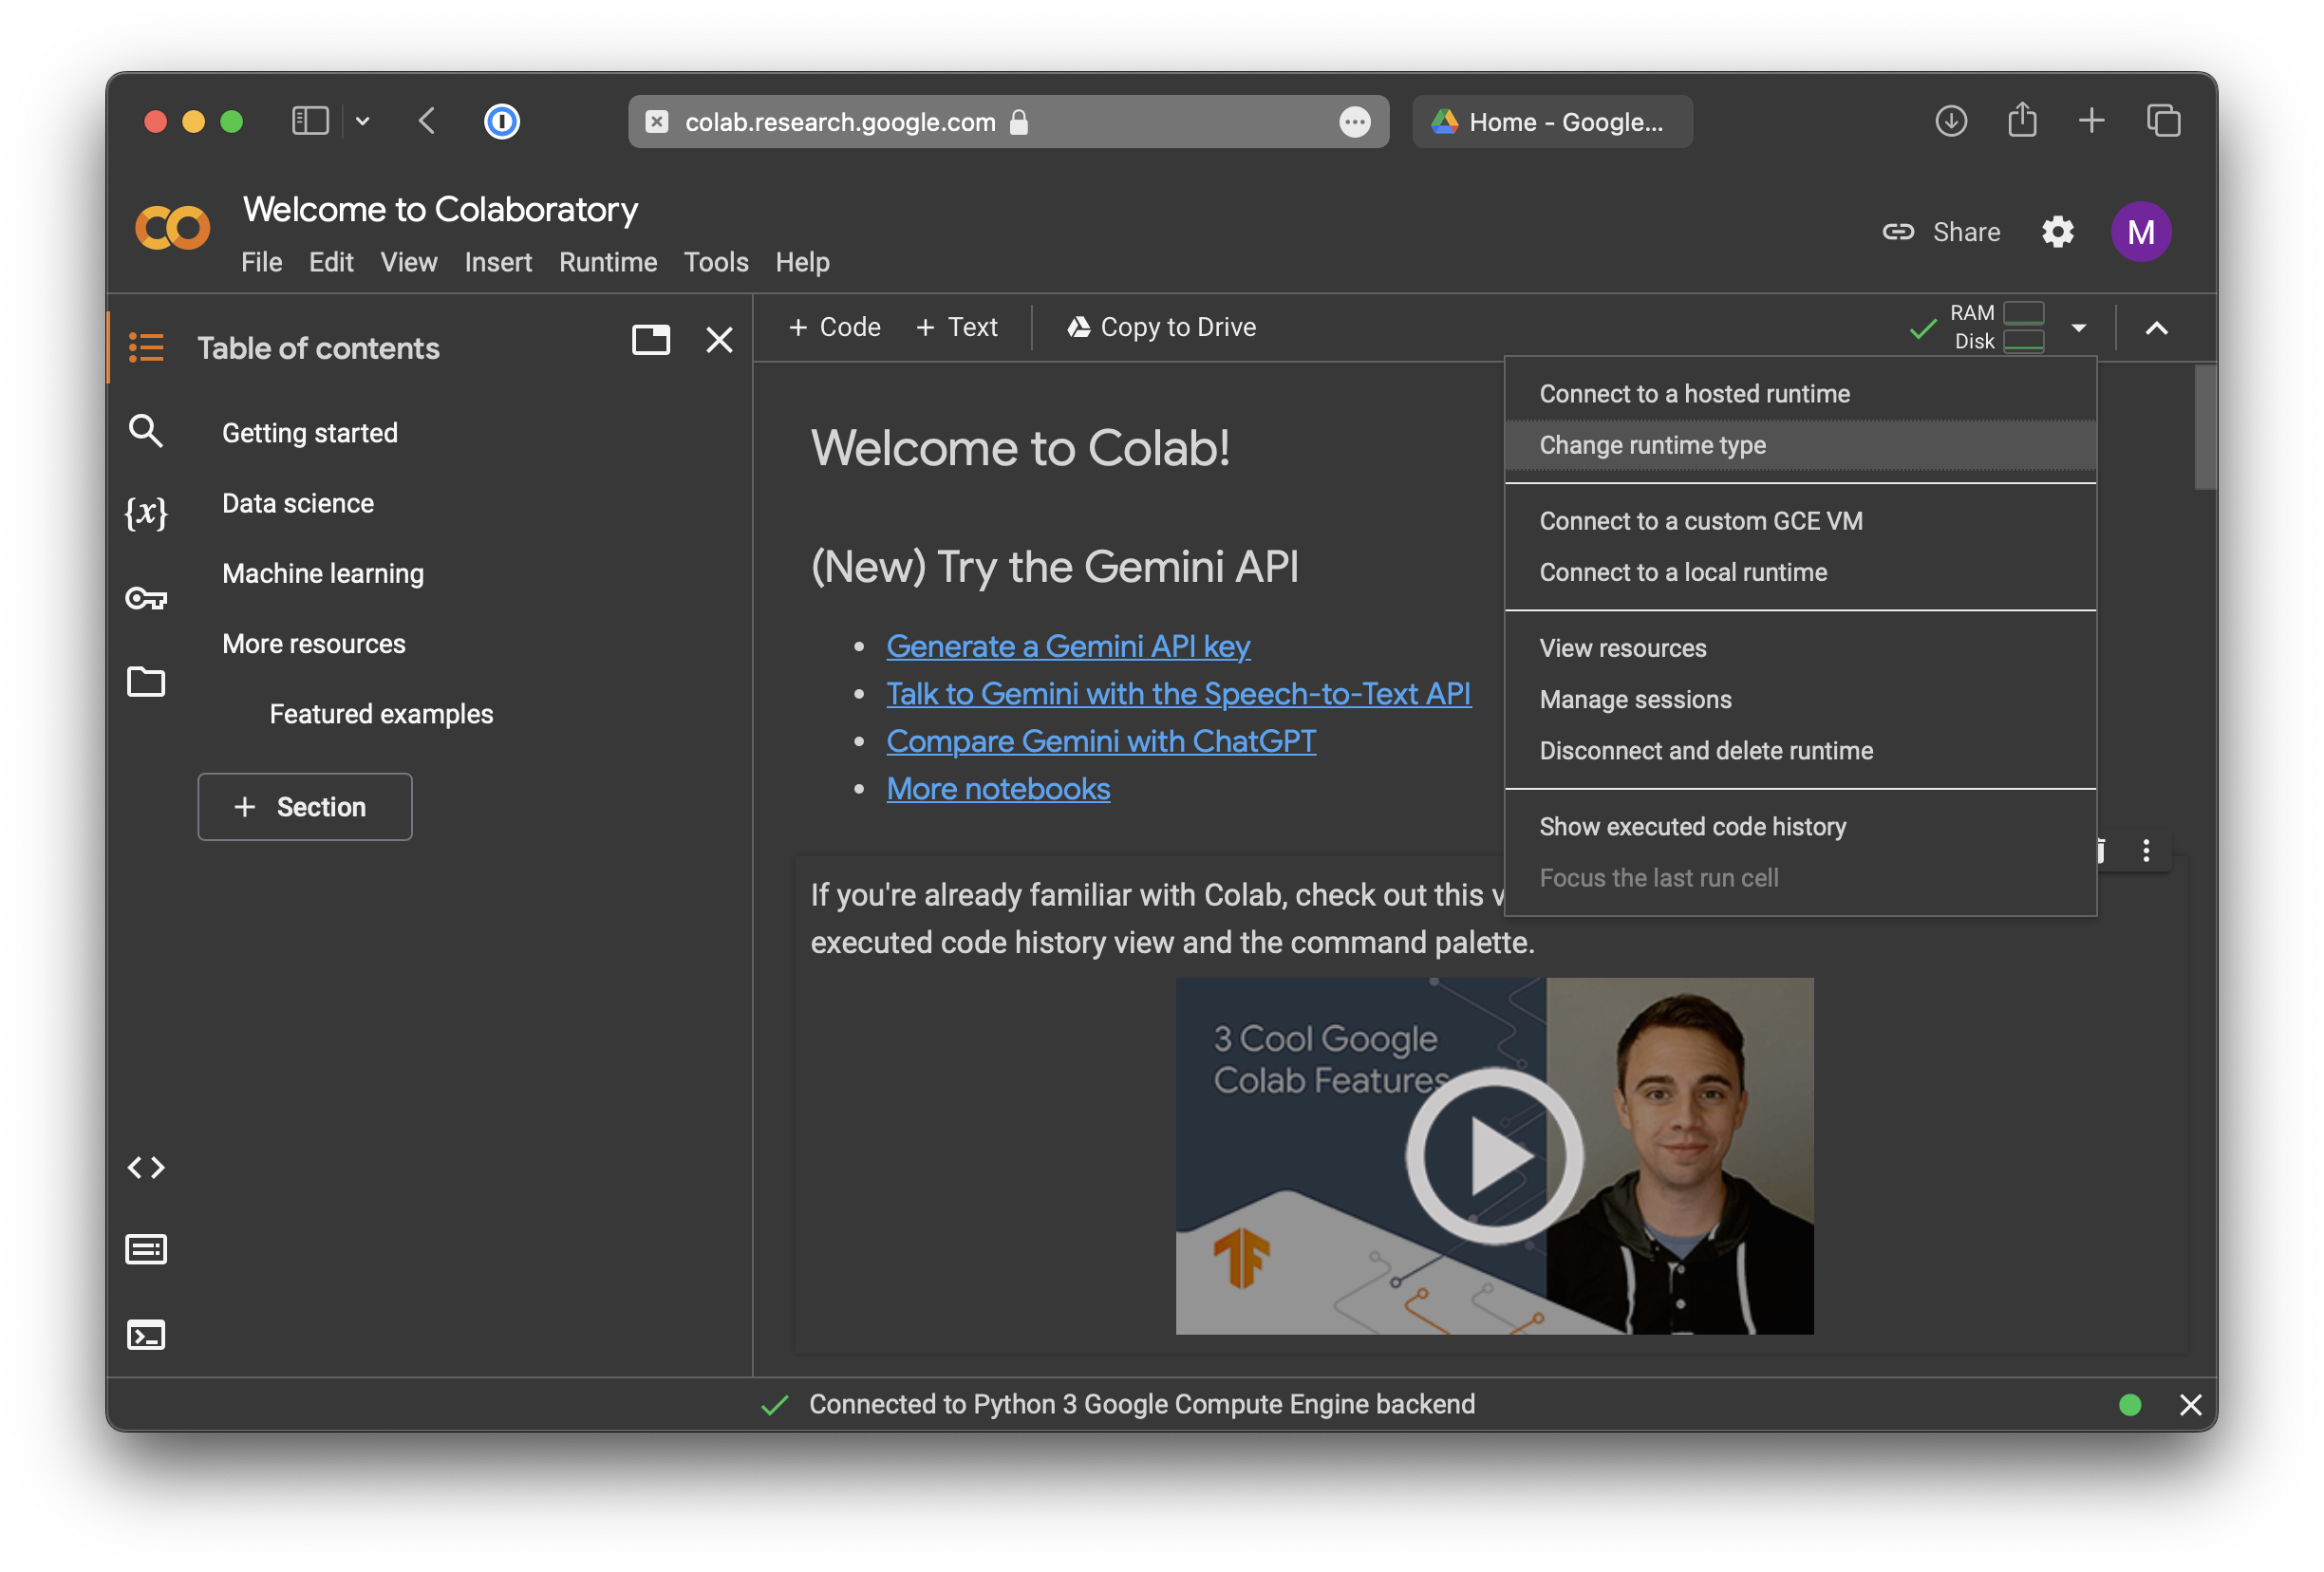 colab.research.google.com
Home - Google...
Welcome to Colaboratory
File Edit View Insert Runtime Tools Help
Share
M
Table of contents
Getting started
Data science
Machine learning
More resources
Featured examples
+ Section
+ Code + Text Copy to Drive
RAM
Disk
Connect to a hosted runtime
Change runtime type
Connect to a custom GCE VM
Connect to a local runtime
View resources
Manage sessions
Disconnect and delete runtime
Show executed code history
Focus the last run cell
Welcome to Colab!
(New) Try the Gemini API
• Generate a Gemini API key
• Talk to Gemini with the Speech-to-Text API
• Compare Gemini with ChatGPT
• More notebooks
If you're already familiar with Colab, check out this
executed code history view and the command palette.
3 Cool Google
Colab Features
Connected to Python 3 Google Compute Engine backend